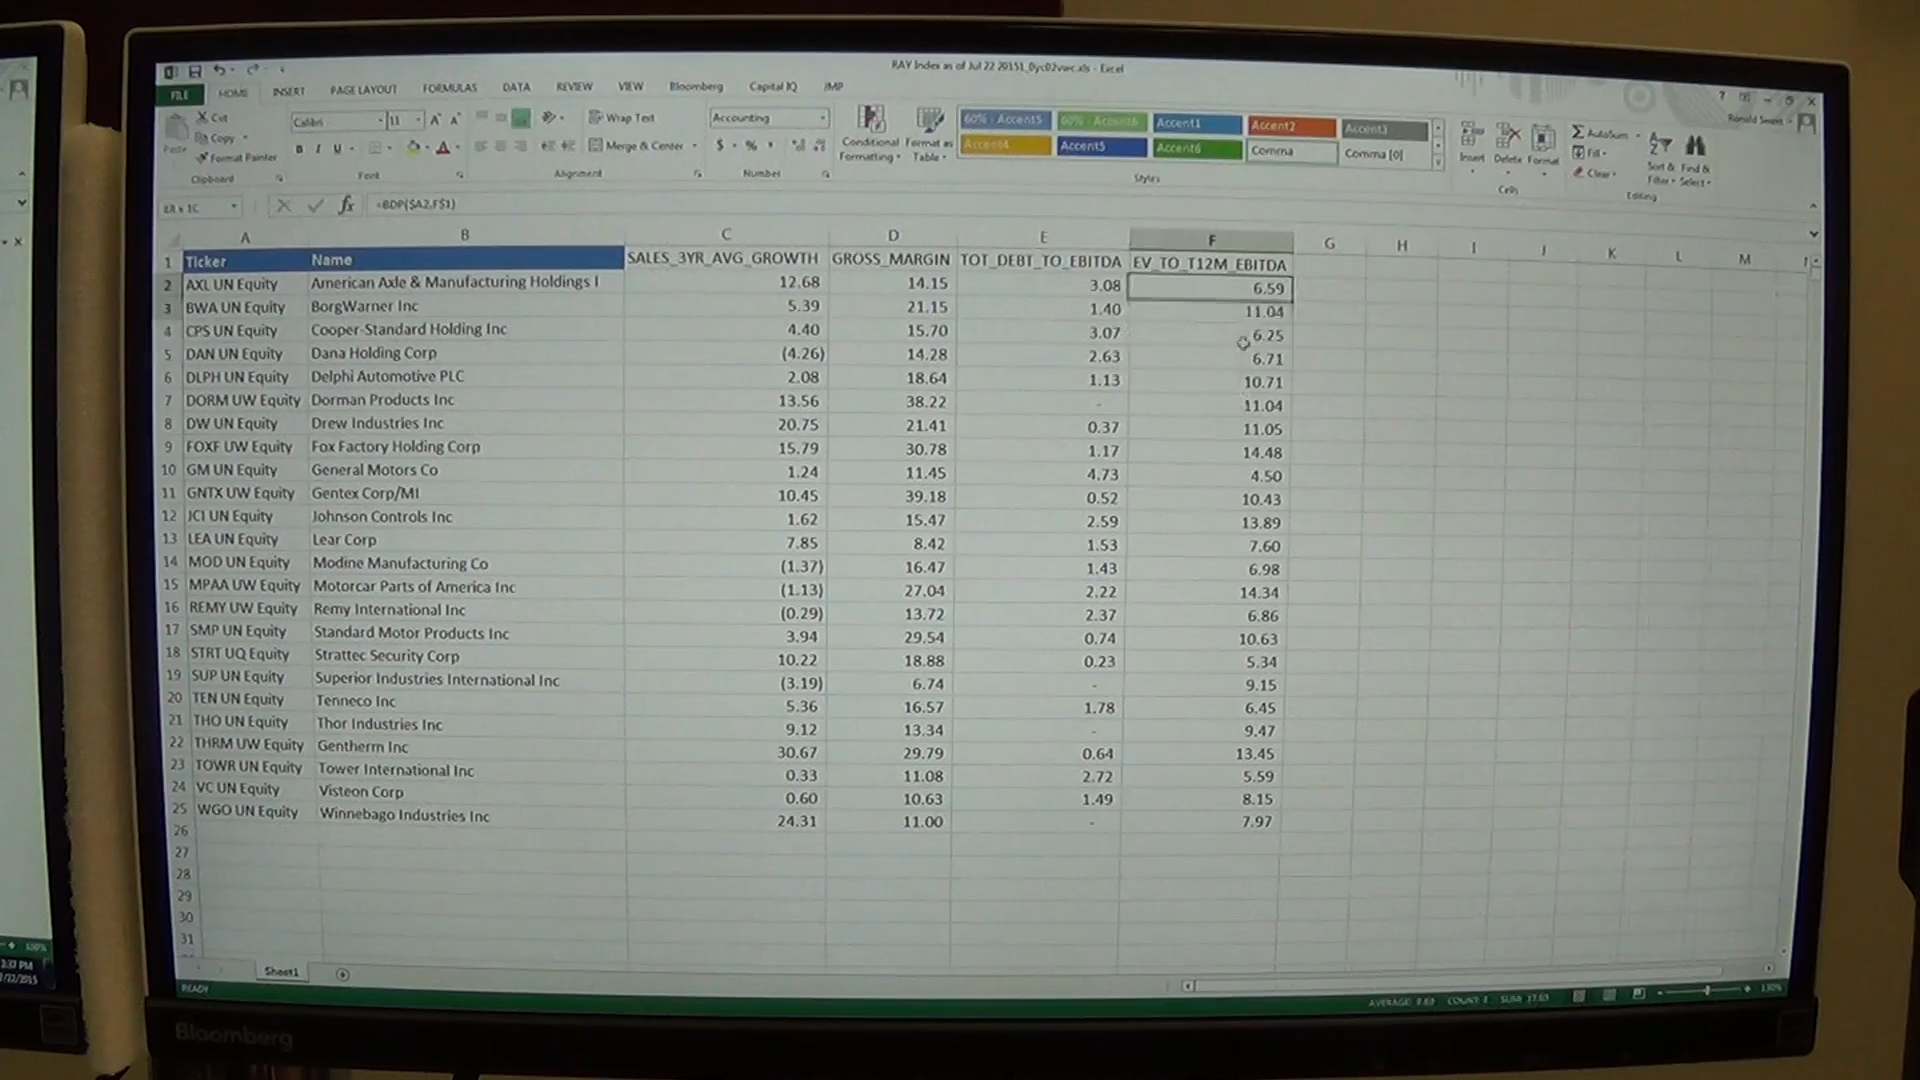 RAY Index as of Jul 22 20151_0yc02vwc.xls - Excel
FILE HOME INSERT PAGE LAYOUT FORMULAS DATA REVIEW VIEW Bloomberg Capital IQ JMP
Ronald Sweet
Cut
Copy
Paste
Format Painter
Clipboard
Calibri 11
B I U
Font
Wrap Text
Merge & Center
Alignment
Accounting
$ % ,
Number
Conditional Formatting
Format as Table
60% - Accent5 60% - Accent6 Accent1 Accent2 Accent3
Accent4 Accent5 Accent6 Comma Comma [0]
Styles
Insert Delete Format
Cells
AutoSum
Fill
Clear
Sort & Filter
Find & Select
Editing
fx =BDP($A2,F$1)
A B C D E F G H I J K L M
1 Ticker Name SALES_3YR_AVG_GROWTH GROSS_MARGIN TOT_DEBT_TO_EBITDA EV_TO_T12M_EBITDA
2 AXL UN Equity American Axle & Manufacturing Holdings I 12.68 14.15 3.08 6.59
3 BWA UN Equity BorgWarner Inc 5.39 21.15 1.40 11.04
4 CPS UN Equity Cooper-Standard Holding Inc 4.40 15.70 3.07 6.25
5 DAN UN Equity Dana Holding Corp (4.26) 14.28 2.63 6.71
6 DLPH UN Equity Delphi Automotive PLC 2.08 18.64 1.13 10.71
7 DORM UW Equity Dorman Products Inc 13.56 38.22 - 11.04
8 DW UN Equity Drew Industries Inc 20.75 21.41 0.37 11.05
9 FOXF UW Equity Fox Factory Holding Corp 15.79 30.78 1.17 14.48
10 GM UN Equity General Motors Co 1.24 11.45 4.73 4.50
11 GNTX UW Equity Gentex Corp/MI 10.45 39.18 0.52 10.43
12 JCI UN Equity Johnson Controls Inc 1.62 15.47 2.59 13.89
13 LEA UN Equity Lear Corp 7.85 8.42 1.53 7.60
14 MOD UN Equity Modine Manufacturing Co (1.37) 16.47 1.43 6.98
15 MPAA UW Equity Motorcar Parts of America Inc (1.13) 27.04 2.22 14.34
16 REMY UW Equity Remy International Inc (0.29) 13.72 2.37 6.86
17 SMP UN Equity Standard Motor Products Inc 3.94 29.54 0.74 10.63
18 STRT UQ Equity Strattec Security Corp 10.22 18.88 0.23 5.34
19 SUP UN Equity Superior Industries International Inc (3.19) 6.74 - 9.15
20 TEN UN Equity Tenneco Inc 5.36 16.57 1.78 6.45
21 THO UN Equity Thor Industries Inc 9.12 13.34 - 9.47
22 THRM UW Equity Gentherm Inc 30.67 29.79 0.64 13.45
23 TOWR UN Equity Tower International Inc 0.33 11.08 2.72 5.59
24 VC UN Equity Visteon Corp 0.60 10.63 1.49 8.15
25 WGO UN Equity Winnebago Industries Inc 24.31 11.00 - 7.97
26
27
28
29
30
31
Sheet1
READY
130%
Bloomberg